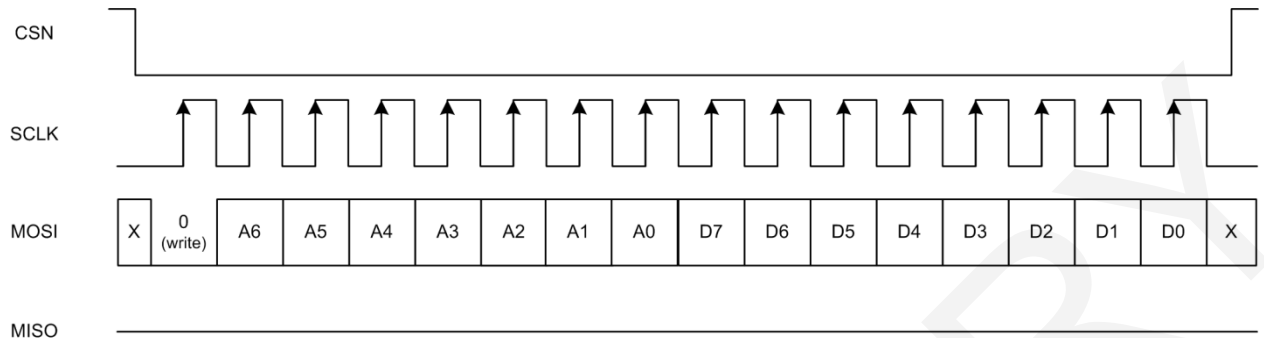 CSN
SCLK
MOSI X 0 (write) A6 A5 A4 A3 A2 A1 A0 D7 D6 D5 D4 D3 D2 D1 D0 X
MISO